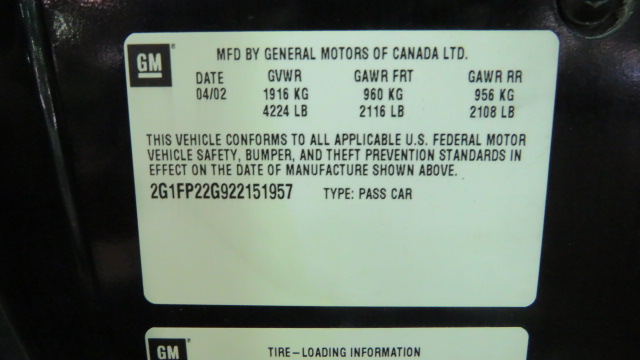 GM
MFD BY GENERAL MOTORS OF CANADA LTD.
DATE GVWR GAWR FRT GAWR RR
04/02 1916 KG 960 KG 956 KG
4224 LB 2116 LB 2108 LB
THIS VEHICLE CONFORMS TO ALL APPLICABLE U.S. FEDERAL MOTOR
VEHICLE SAFETY, BUMPER, AND THEFT PREVENTION STANDARDS IN
EFFECT ON THE DATE OF MANUFACTURE SHOWN ABOVE.
2G1FP22G922151957 TYPE: PASS CAR
GM TIRE-LOADING INFORMATION